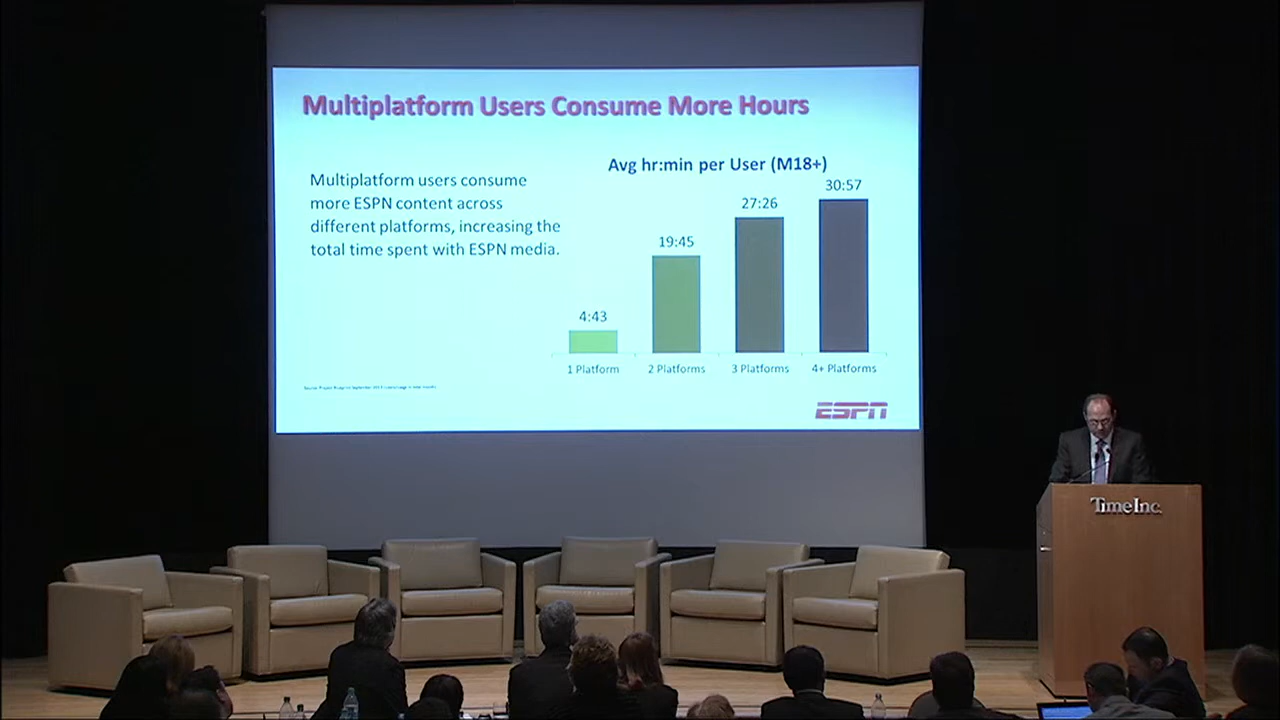 Multiplatform Users Consume More Hours
Multiplatform users consume
more ESPN content across
different platforms, increasing the
total time spent with ESPN media.
Avg hr:min per User (M18+)
4:43
19:45
27:26
30:57
1 Platform
2 Platforms
3 Platforms
4+ Platforms
ESPN
TimeInc.